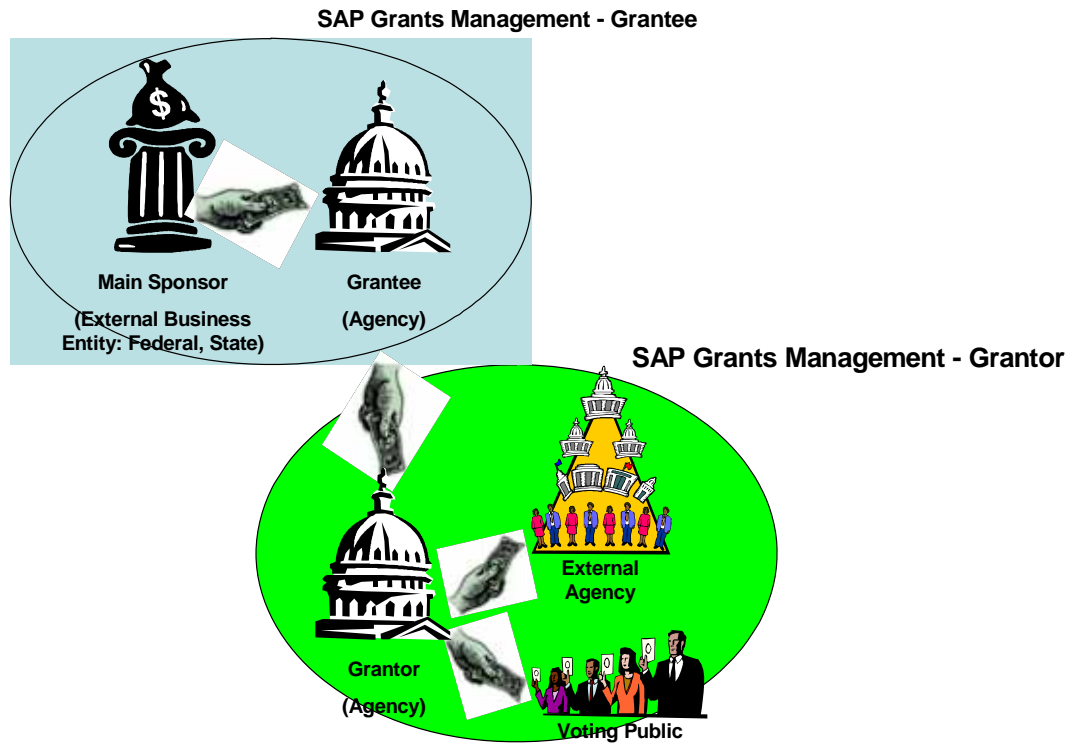 SAP Grants Management - Grantee
$
Main Sponsor
(External Business
Entity: Federal, State)
Grantee
(Agency)
SAP Grants Management - Grantor
External
Agency
Grantor
(Agency)
Voting Public